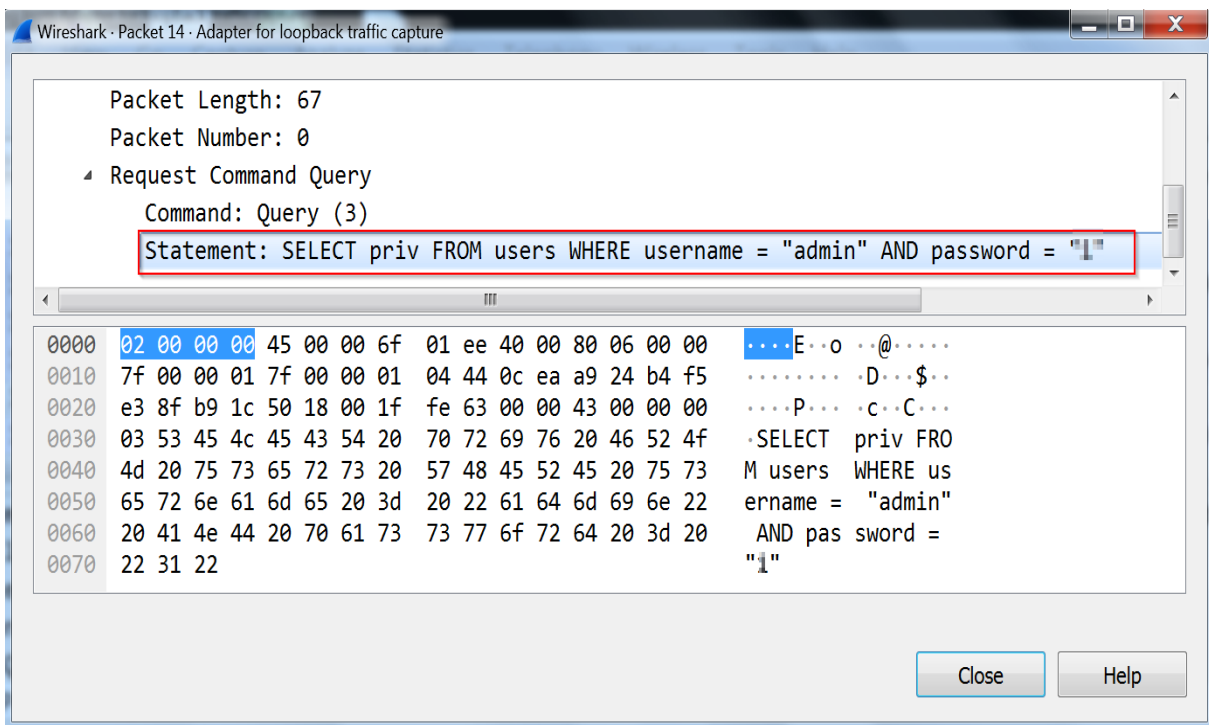 Wireshark · Packet 14 · Adapter for loopback traffic capture
Packet Length: 67
Packet Number: 0
Request Command Query
Command: Query (3)
Statement: SELECT priv FROM users WHERE username = "admin" AND password =
0000 02 00 00 00 45 00 00 6f 01 ee 40 00 80 06 00 00 ····E··o ··@·····
0010 7f 00 00 01 7f 00 00 01 04 44 0c ea a9 24 b4 f5 ········ ·D···$··
0020 e3 8f b9 1c 50 18 00 1f fe 63 00 00 43 00 00 00 ····P··· ·c··C···
0030 03 53 45 4c 45 43 54 20 70 72 69 76 20 46 52 4f ·SELECT priv FRO
0040 4d 20 75 73 65 72 73 20 57 48 45 52 45 20 75 73 M users WHERE us
0050 65 72 6e 61 6d 65 20 3d 20 22 61 64 6d 69 6e 22 ername = "admin"
0060 20 41 4e 44 20 70 61 73 73 77 6f 72 64 20 3d 20 AND pas sword =
0070 22 31 22
Close Help